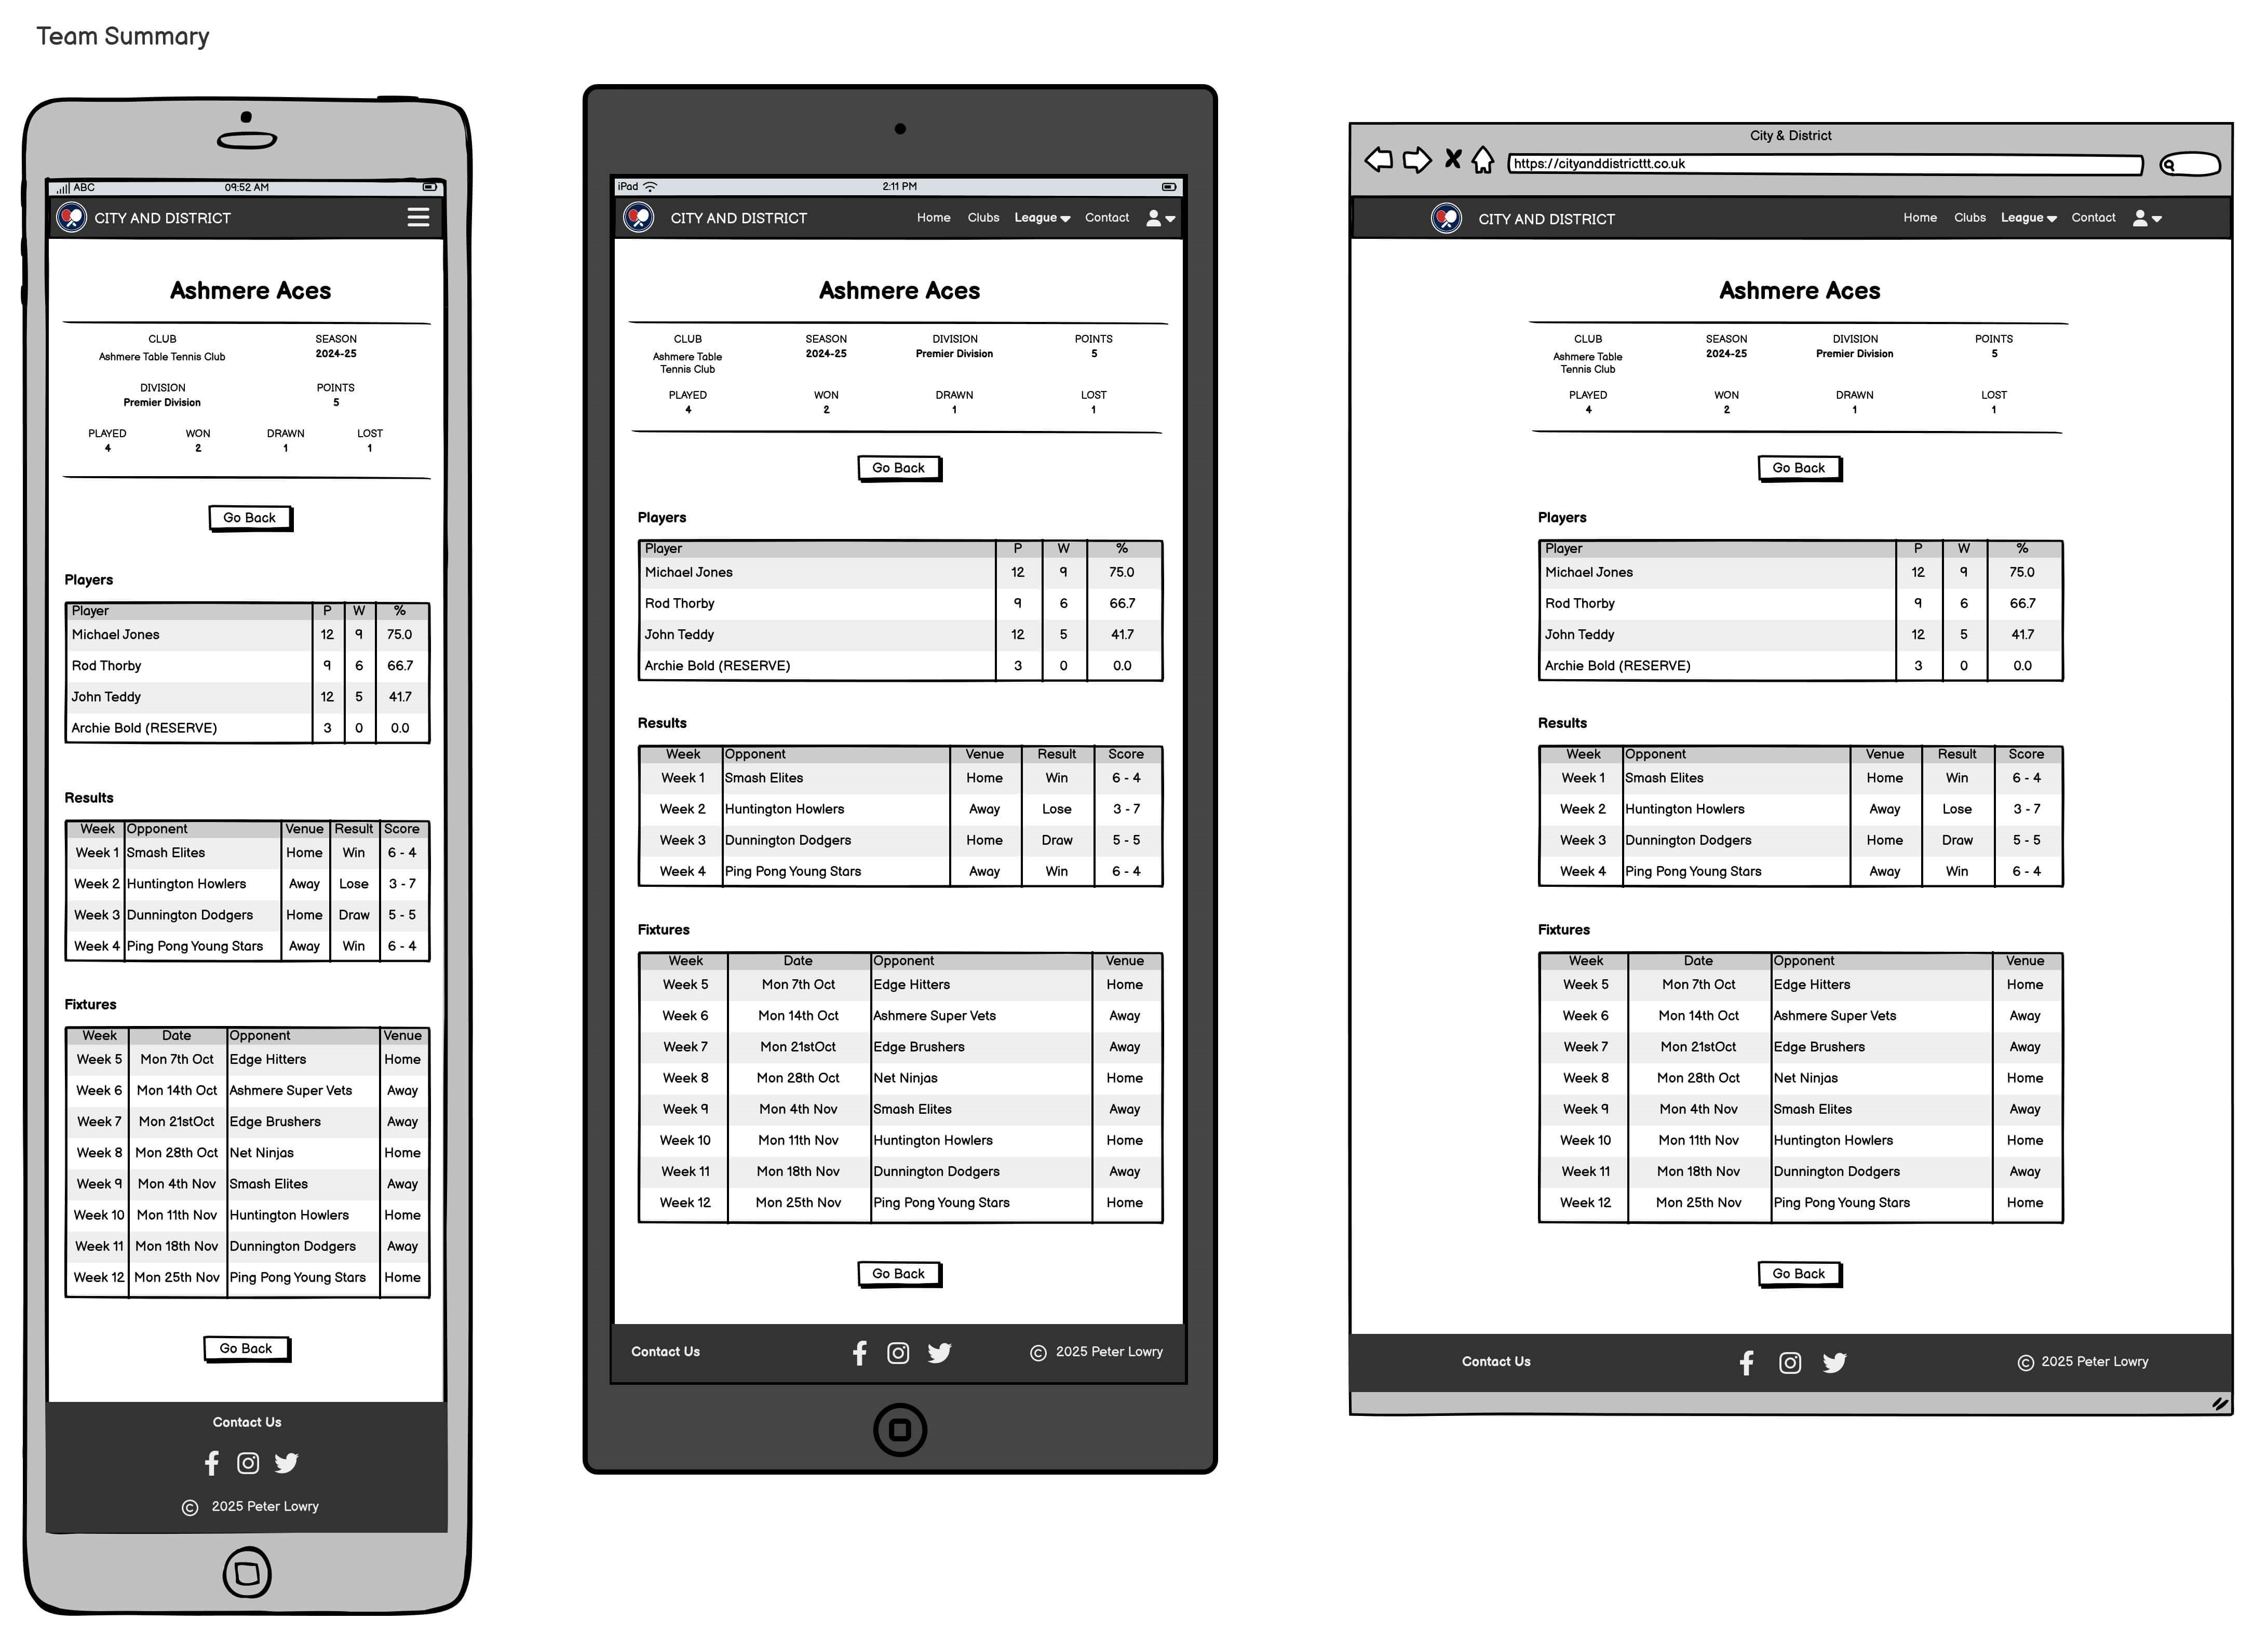 Team Summary
ABC 09:52 AM
CITY AND DISTRICT
Ashmere Aces
CLUB SEASON
Ashmere Table Tennis Club 2024-25
DIVISION POINTS
Premier Division 5
PLAYED WON DRAWN LOST
4 2 1 1
Go Back
Players
Player P W %
Michael Jones 12 9 75.0
Rod Thorby 9 6 66.7
John Teddy 12 5 41.7
Archie Bold (RESERVE) 3 0 0.0
Results
Week Opponent Venue Result Score
Week 1 Smash Elites Home Win 6 - 4
Week 2 Huntington Howlers Away Lose 3 - 7
Week 3 Dunnington Dodgers Home Draw 5 - 5
Week 4 Ping Pong Young Stars Away Win 6 - 4
Fixtures
Week Date Opponent Venue
Week 5 Mon 7th Oct Edge Hitters Home
Week 6 Mon 14th Oct Ashmere Super Vets Away
Week 7 Mon 21stOct Edge Brushers Away
Week 8 Mon 28th Oct Net Ninjas Home
Week 9 Mon 4th Nov Smash Elites Away
Week 10 Mon 11th Nov Huntington Howlers Home
Week 11 Mon 18th Nov Dunnington Dodgers Away
Week 12 Mon 25th Nov Ping Pong Young Stars Home
Go Back
Contact Us
© 2025 Peter Lowry
iPad 2:11 PM
CITY AND DISTRICT Home Clubs League Contact
Ashmere Aces
CLUB SEASON DIVISION POINTS
Ashmere Table 2024-25 Premier Division 5
Tennis Club
PLAYED WON DRAWN LOST
4 2 1 1
Go Back
Players
Player P W %
Michael Jones 12 9 75.0
Rod Thorby 9 6 66.7
John Teddy 12 5 41.7
Archie Bold (RESERVE) 3 0 0.0
Results
Week Opponent Venue Result Score
Week 1 Smash Elites Home Win 6 - 4
Week 2 Huntington Howlers Away Lose 3 - 7
Week 3 Dunnington Dodgers Home Draw 5 - 5
Week 4 Ping Pong Young Stars Away Win 6 - 4
Fixtures
Week Date Opponent Venue
Week 5 Mon 7th Oct Edge Hitters Home
Week 6 Mon 14th Oct Ashmere Super Vets Away
Week 7 Mon 21stOct Edge Brushers Away
Week 8 Mon 28th Oct Net Ninjas Home
Week 9 Mon 4th Nov Smash Elites Away
Week 10 Mon 11th Nov Huntington Howlers Home
Week 11 Mon 18th Nov Dunnington Dodgers Away
Week 12 Mon 25th Nov Ping Pong Young Stars Home
Go Back
Contact Us © 2025 Peter Lowry
City & District
https://cityanddistricttt.co.uk
CITY AND DISTRICT Home Clubs League Contact
Ashmere Aces
CLUB SEASON DIVISION POINTS
Ashmere Table 2024-25 Premier Division 5
Tennis Club
PLAYED WON DRAWN LOST
4 2 1 1
Go Back
Players
Player P W %
Michael Jones 12 9 75.0
Rod Thorby 9 6 66.7
John Teddy 12 5 41.7
Archie Bold (RESERVE) 3 0 0.0
Results
Week Opponent Venue Result Score
Week 1 Smash Elites Home Win 6 - 4
Week 2 Huntington Howlers Away Lose 3 - 7
Week 3 Dunnington Dodgers Home Draw 5 - 5
Week 4 Ping Pong Young Stars Away Win 6 - 4
Fixtures
Week Date Opponent Venue
Week 5 Mon 7th Oct Edge Hitters Home
Week 6 Mon 14th Oct Ashmere Super Vets Away
Week 7 Mon 21stOct Edge Brushers Away
Week 8 Mon 28th Oct Net Ninjas Home
Week 9 Mon 4th Nov Smash Elites Away
Week 10 Mon 11th Nov Huntington Howlers Home
Week 11 Mon 18th Nov Dunnington Dodgers Away
Week 12 Mon 25th Nov Ping Pong Young Stars Home
Go Back
Contact Us © 2025 Peter Lowry